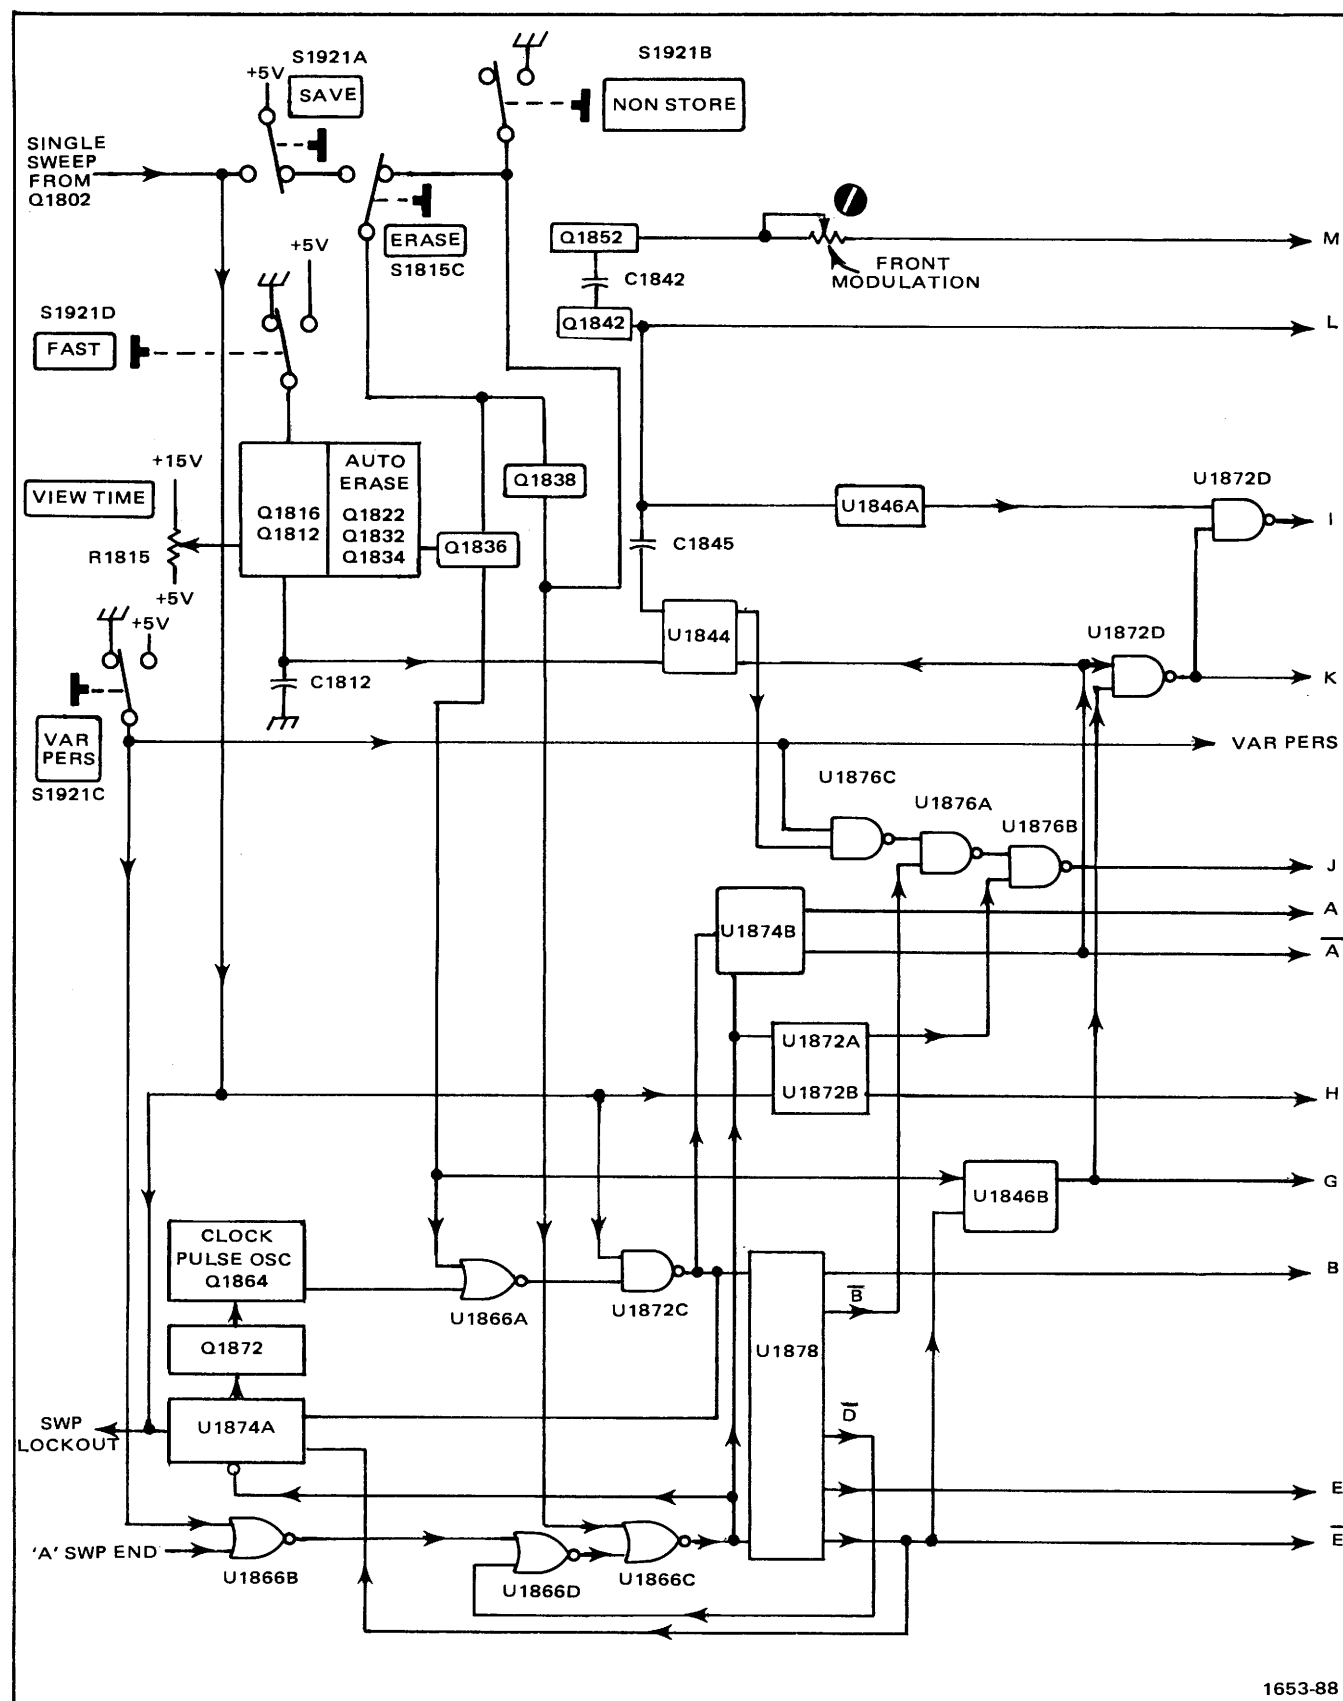 S1921A
+5V
SAVE
S1921B
NON STORE
SINGLE
SWEEP
FROM
Q1802
ERASE
S1815C
+5V
Q1852
C1842
FRONT
MODULATION
M
S1921D
FAST
Q1842
L
+15V
VIEW TIME
R1815
+5V
Q1816
Q1812
AUTO
ERASE
Q1822
Q1832
Q1834
Q1838
Q1836
U1846A
U1872D
I
C1845
+5V
U1844
U1872D
C1812
K
VAR
PERS
S1921C
VAR PERS
U1876C
U1876A
U1876B
J
U1874B
A
A̅
U1872A
U1872B
H
U1846B
G
CLOCK
PULSE OSC
Q1864
U1866A
U1872C
B
B̅
Q1872
U1878
SWP
LOCKOUT
U1874A
D̅
E
'A' SWP END
U1866B
U1866D
U1866C
E̅
1653-88